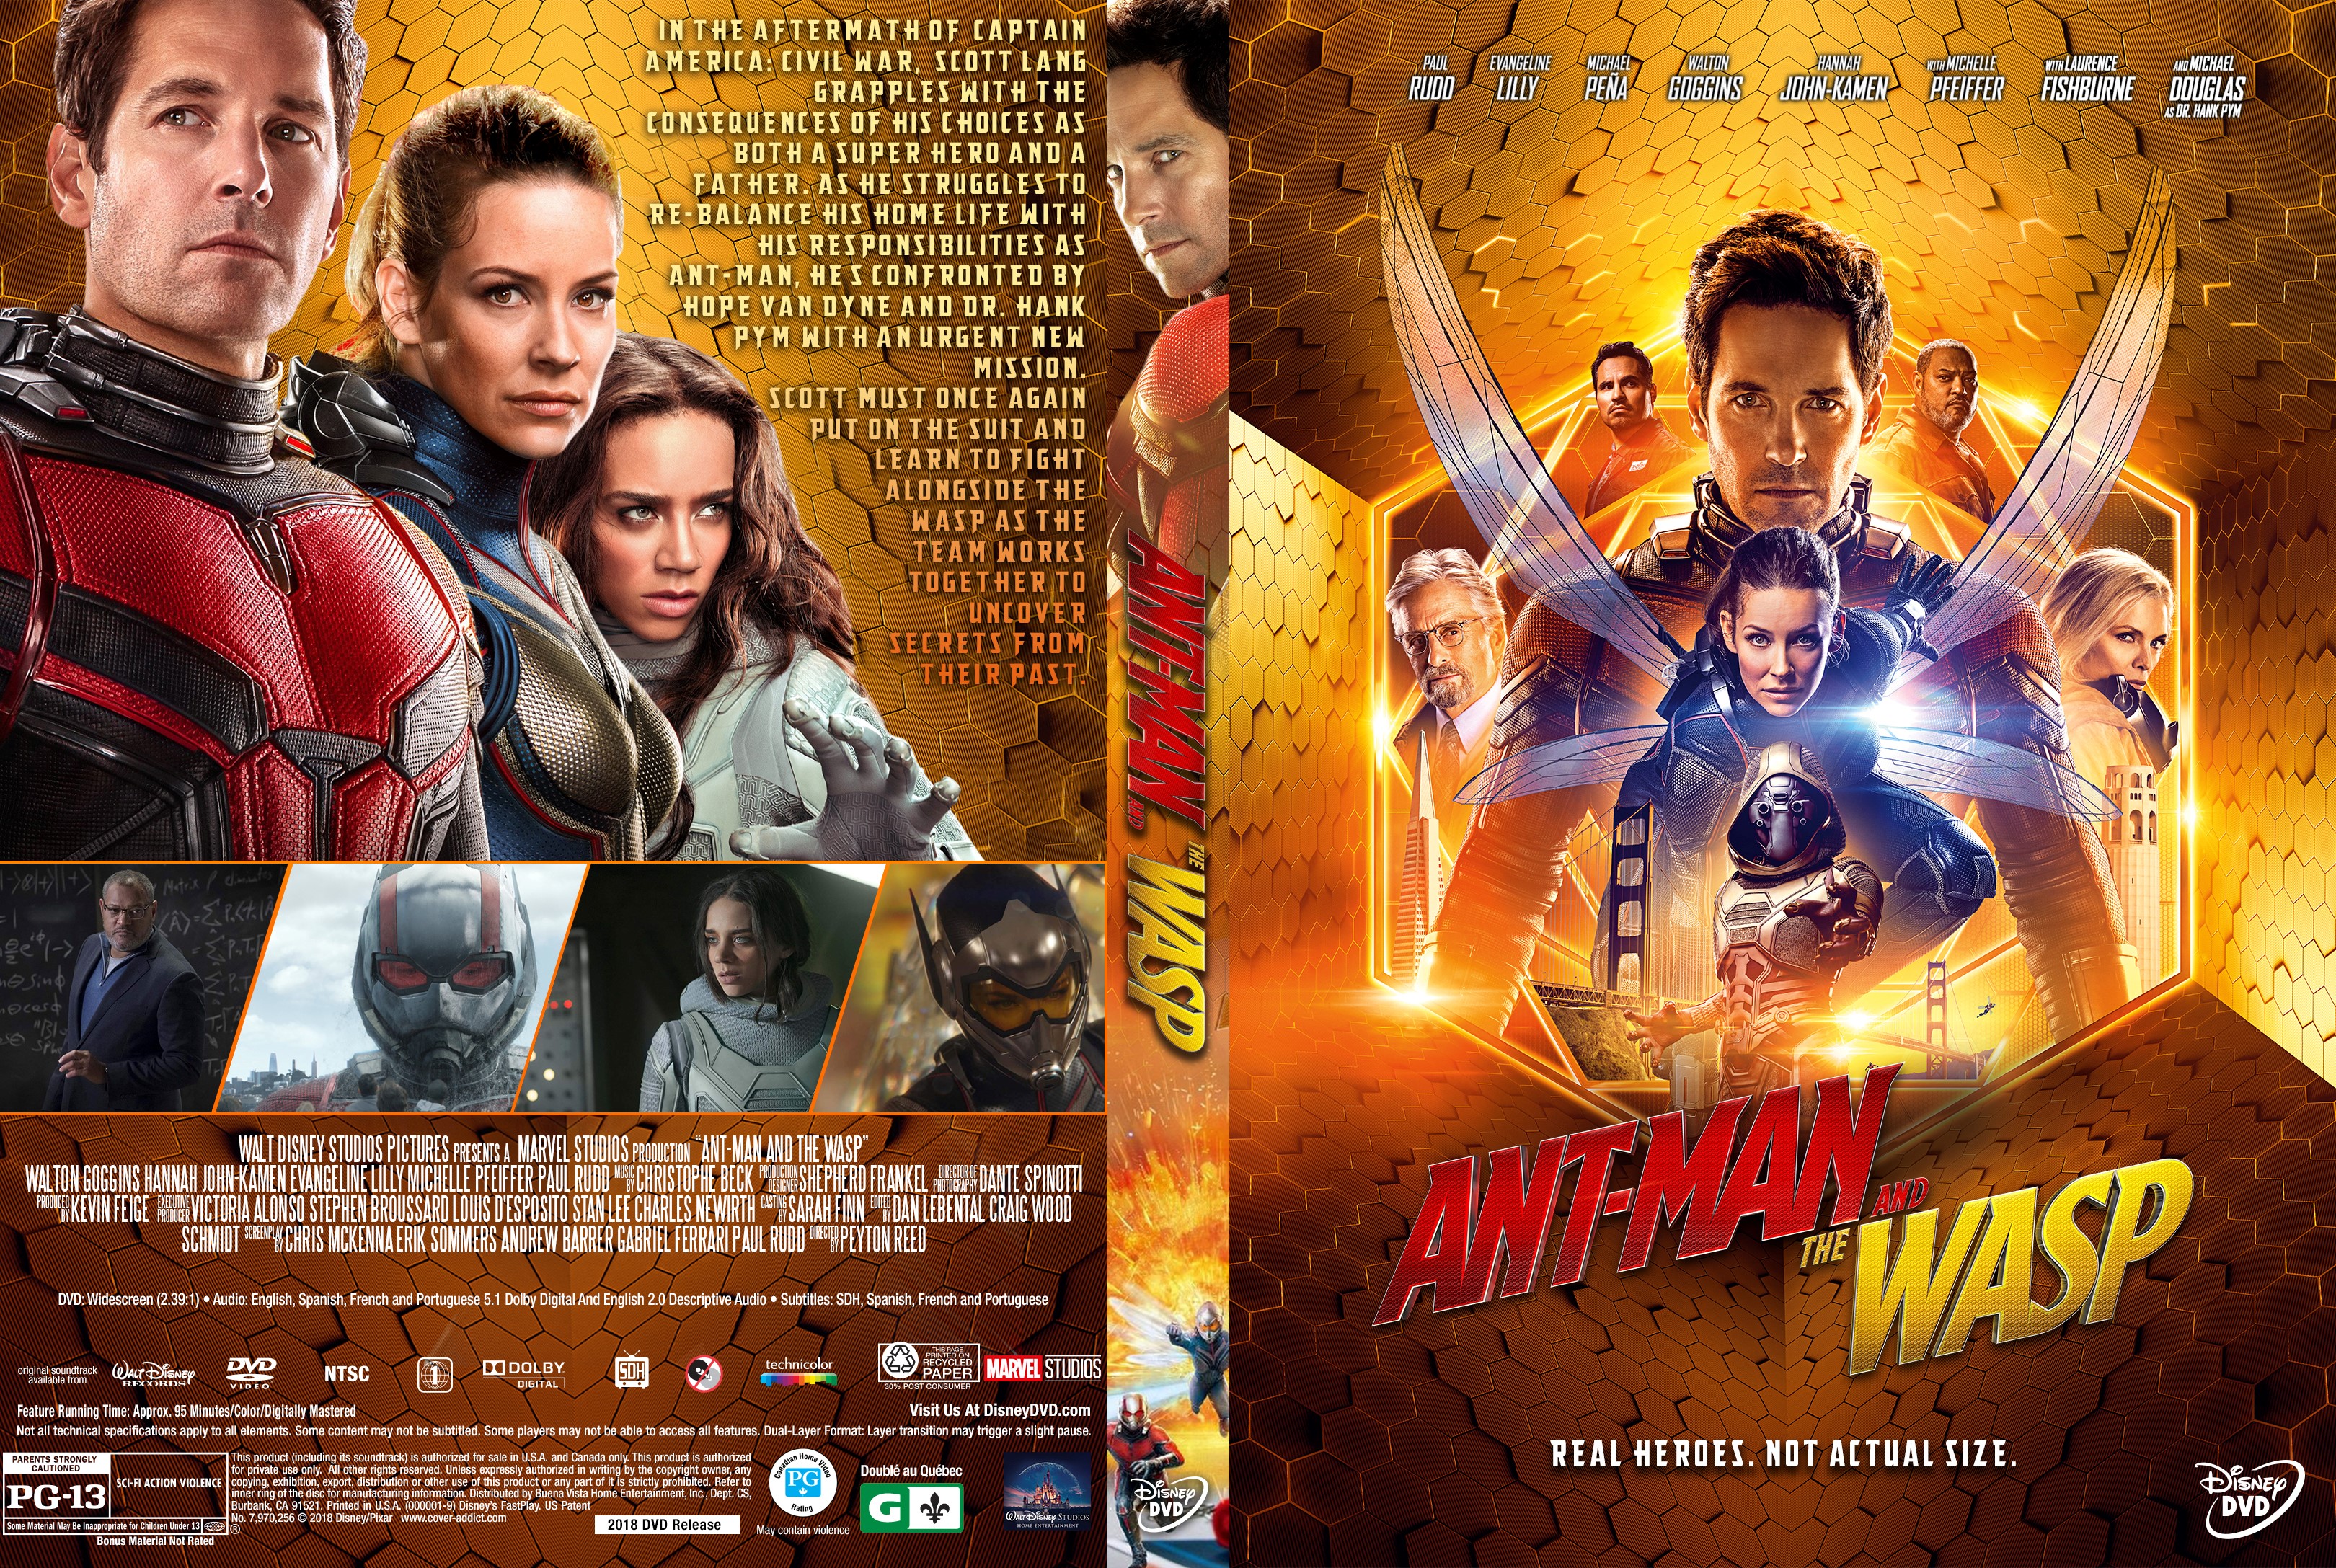 IN THE AFTERMATH OF CAPTAIN
AMERICA: CIVIL WAR, SCOTT LANG
GRAPPLES WITH THE
CONSEQUENCES OF HIS CHOICES AS
BOTH A SUPER HERO AND A
FATHER. AS HE STRUGGLES TO
RE-BALANCE HIS HOME LIFE WITH
HIS RESPONSIBILITIES AS
ANT-MAN, HE'S CONFRONTED BY
HOPE VAN DYNE AND DR. HANK
PYM WITH AN URGENT NEW
MISSION.
SCOTT MUST ONCE AGAIN
PUT ON THE SUIT AND
LEARN TO FIGHT
ALONGSIDE THE
WASP AS THE
TEAM WORKS
TOGETHER TO
UNCOVER
SECRETS FROM
THEIR PAST.
WALT DISNEY STUDIOS PICTURES PRESENTS A MARVEL STUDIOS PRODUCTION "ANT-MAN AND THE WASP"
WALTON GOGGINS HANNAH JOHN-KAMEN EVANGELINE LILLY MICHELLE PFEIFFER PAUL RUDD MUSIC BY CHRISTOPHE BECK PRODUCTION DESIGNER SHEPHERD FRANKEL DIRECTOR OF PHOTOGRAPHY DANTE SPINOTTI
PRODUCED BY KEVIN FEIGE EXECUTIVE PRODUCER VICTORIA ALONSO STEPHEN BROUSSARD LOUIS D'ESPOSITO STAN LEE CHARLES NEWIRTH CASTING BY SARAH FINN EDITED BY DAN LEBENTAL CRAIG WOOD
SCHMIDT SCREENPLAY BY CHRIS MCKENNA ERIK SOMMERS ANDREW BARRER GABRIEL FERRARI PAUL RUDD DIRECTED BY PEYTON REED
DVD: Widescreen (2.39:1) • Audio: English, Spanish, French and Portuguese 5.1 Dolby Digital And English 2.0 Descriptive Audio • Subtitles: SDH, Spanish, French and Portuguese
original soundtrack
available from
WALT DISNEY
RECORDS
DVD
VIDEO
NTSC
1
DOLBY
DIGITAL
SDH
technicolor
THIS PAGE
PRINTED ON
RECYCLED
PAPER
30% POST CONSUMER
MARVEL STUDIOS
Feature Running Time: Approx. 95 Minutes/Color/Digitally Mastered
Visit Us At DisneyDVD.com
Not all technical specifications apply to all elements. Some content may not be subtitled. Some players may not be able to access all features. Dual-Layer Format: Layer transition may trigger a slight pause.
PARENTS STRONGLY
CAUTIONED
PG-13
SCI-FI ACTION VIOLENCE
Some Material May Be Inappropriate for Children Under 13
®
Bonus Material Not Rated
This product (including its soundtrack) is authorized for sale in U.S.A. and Canada only. This product is authorized
for private use only. All other rights reserved. Unless expressly authorized in writing by the copyright owner, any
copying, exhibition, export, distribution or other use of this product or any part of it is strictly prohibited. Refer to
inner ring of the disc for manufacturing information. Distributed by Buena Vista Home Entertainment, Inc., Dept. CS,
Burbank, CA 91521. Printed in U.S.A. (000001-9) Disney's FastPlay. US Patent
No. 7,970,256 © 2018 Disney/Pixar www.cover-addict.com
2018 DVD Release
Canadian Home Video
PG
Rating
May contain violence
Doublé au Québec
G
WALT DISNEY STUDIOS
HOME ENTERTAINMENT
ANT-MAN AND THE WASP
DISNEY
DVD
PAUL
RUDD
EVANGELINE
LILLY
MICHAEL
PEÑA
WALTON
GOGGINS
HANNAH
JOHN-KAMEN
WITH MICHELLE
PFEIFFER
WITH LAURENCE
FISHBURNE
AND MICHAEL
DOUGLAS
AS DR. HANK PYM
ANT-MAN
AND
THE WASP
REAL HEROES. NOT ACTUAL SIZE.
DISNEY
DVD